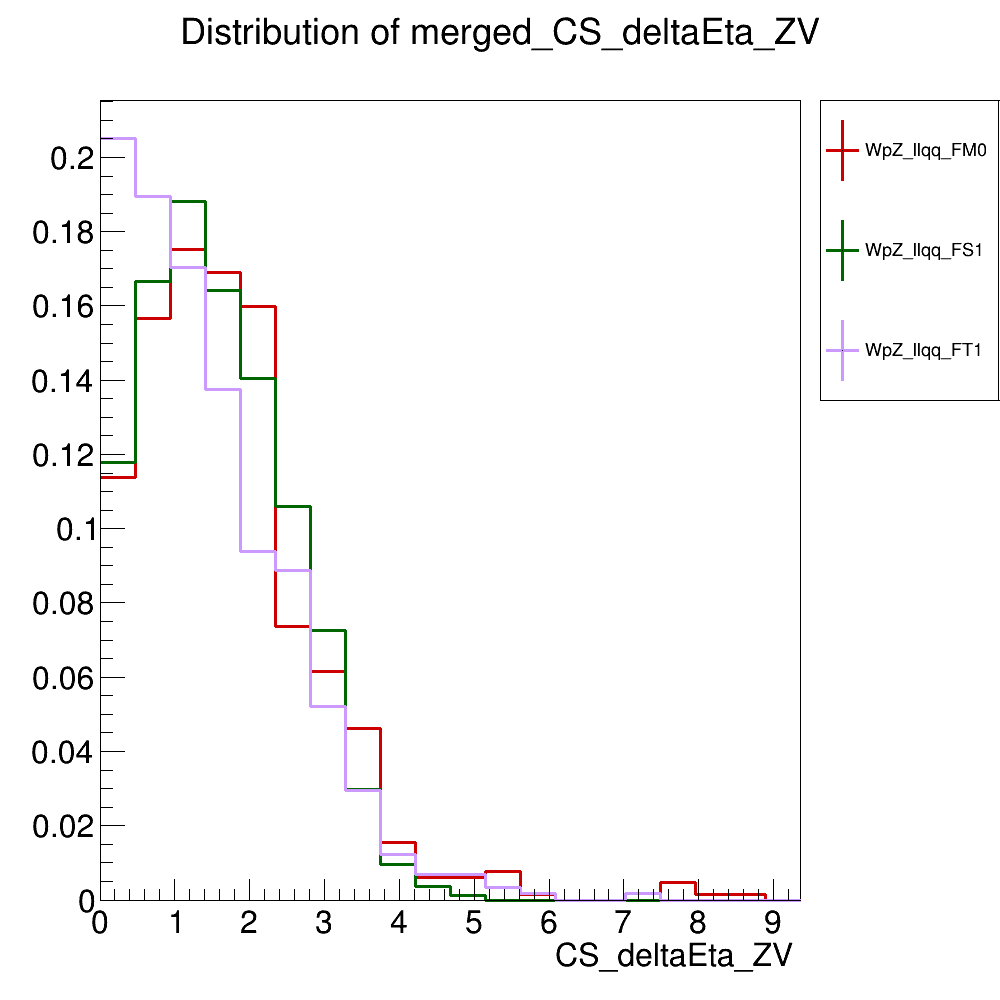 Distribution of merged_CS_deltaEta_ZV
WpZ_llqq_FM0
WpZ_llqq_FS1
WpZ_llqq_FT1
0.2
0.18
0.16
0.14
0.12
0.1
0.08
0.06
0.04
0.02
0
0 1 2 3 4 5 6 7 8 9
CS_deltaEta_ZV